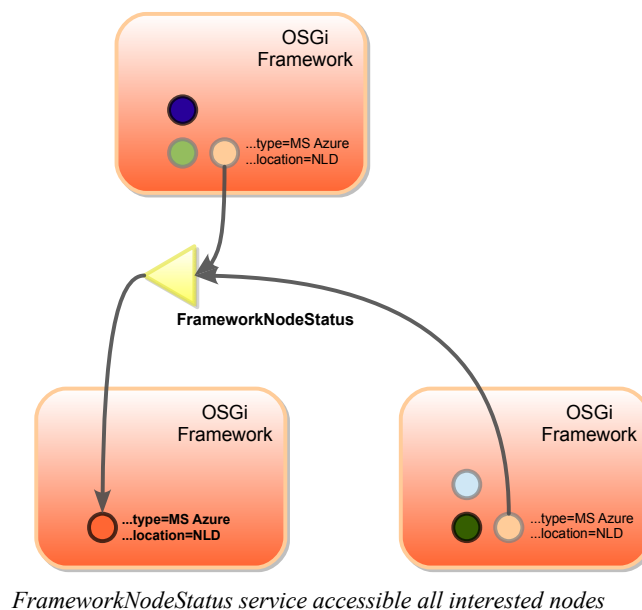 OSGi
Framework
...type=MS Azure
...location=NLD
FrameworkNodeStatus
OSGi
Framework
...type=MS Azure
...location=NLD
OSGi
Framework
...type=MS Azure
...location=NLD
FrameworkNodeStatus service accessible all interested nodes